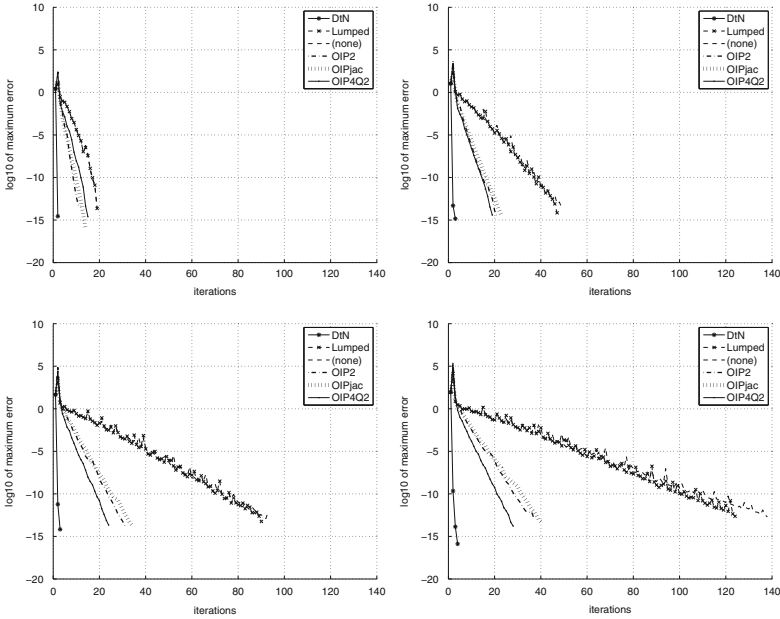 10
5
0
−5
−10
−15
−20
0 20 40 60 80 100 120 140
log10 of maximum error
iterations
DtN
Lumped
(none)
OIP2
OIPjac
OIP4Q2
10
5
0
−5
−10
−15
−20
0 20 40 60 80 100 120 140
log10 of maximum error
iterations
DtN
Lumped
(none)
OIP2
OIPjac
OIP4Q2
10
5
0
−5
−10
−15
−20
0 20 40 60 80 100 120 140
log10 of maximum error
iterations
DtN
Lumped
(none)
OIP2
OIPjac
OIP4Q2
10
5
0
−5
−10
−15
−20
0 20 40 60 80 100 120 140
log10 of maximum error
iterations
DtN
Lumped
(none)
OIP2
OIPjac
OIP4Q2